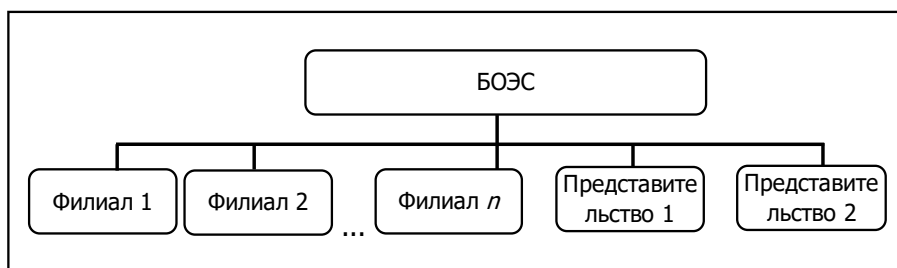 БОЭС
Филиал 1
Филиал 2
...
Филиал n
Представите
льство 1
Представите
льство 2